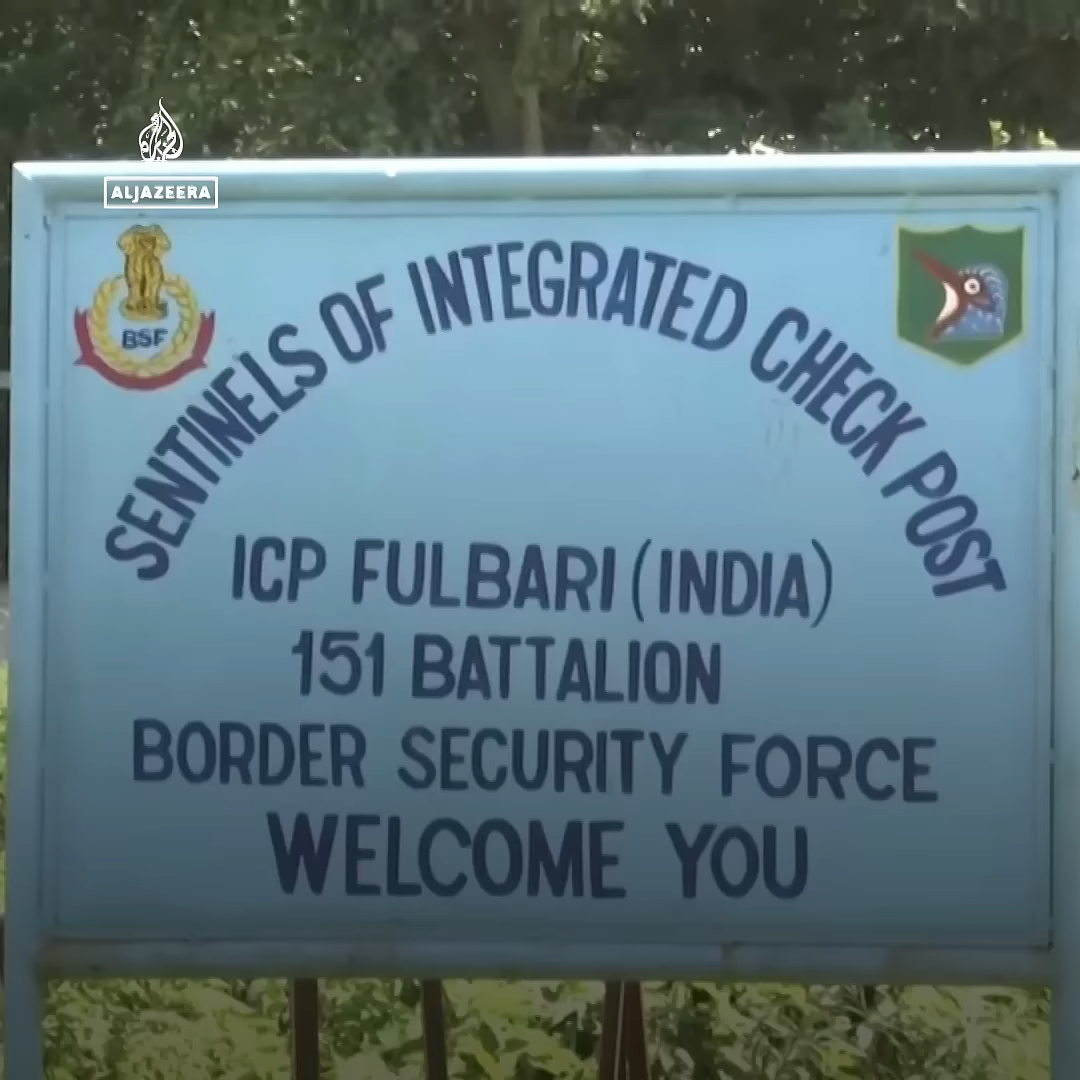 ALJAZEERA
BSF
SENTINELS OF INTEGRATED CHECK POST
ICP FULBARI (INDIA)
151 BATTALION
BORDER SECURITY FORCE
WELCOME YOU